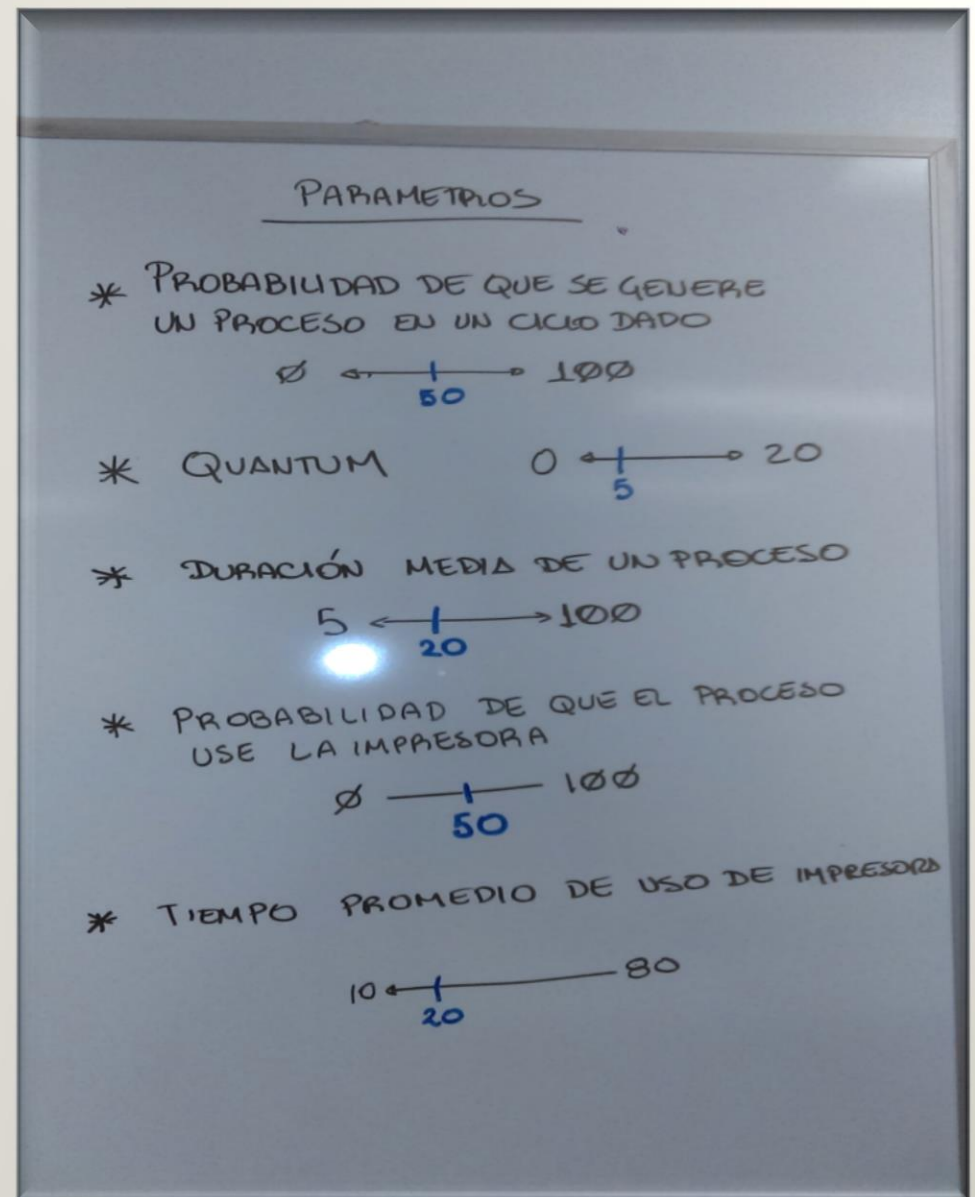 PARAMETROS
* PROBABILIDAD DE QUE SE GENERE
UN PROCESO EN UN CICLO DADO
Ø 100
50
* QUANTUM 0 20
5
* DURACIÓN MEDIA DE UN PROCESO
5 100
20
* PROBABILIDAD DE QUE EL PROCESO
USE LA IMPRESORA
Ø 100
50
* TIEMPO PROMEDIO DE USO DE IMPRESORA
10 80
20